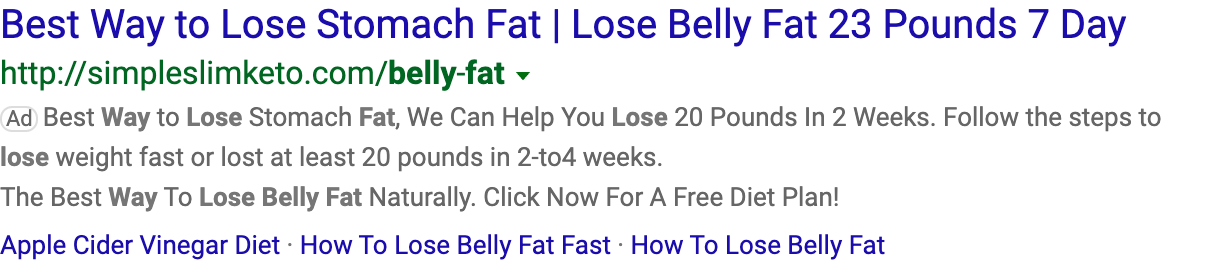 Best Way to Lose Stomach Fat | Lose Belly Fat 23 Pounds 7 Day
http://simpleslimketo.com/belly-fat
Ad Best Way to Lose Stomach Fat, We Can Help You Lose 20 Pounds In 2 Weeks. Follow the steps to
lose weight fast or lost at least 20 pounds in 2-to4 weeks.
The Best Way To Lose Belly Fat Naturally. Click Now For A Free Diet Plan!
Apple Cider Vinegar Diet · How To Lose Belly Fat Fast · How To Lose Belly Fat